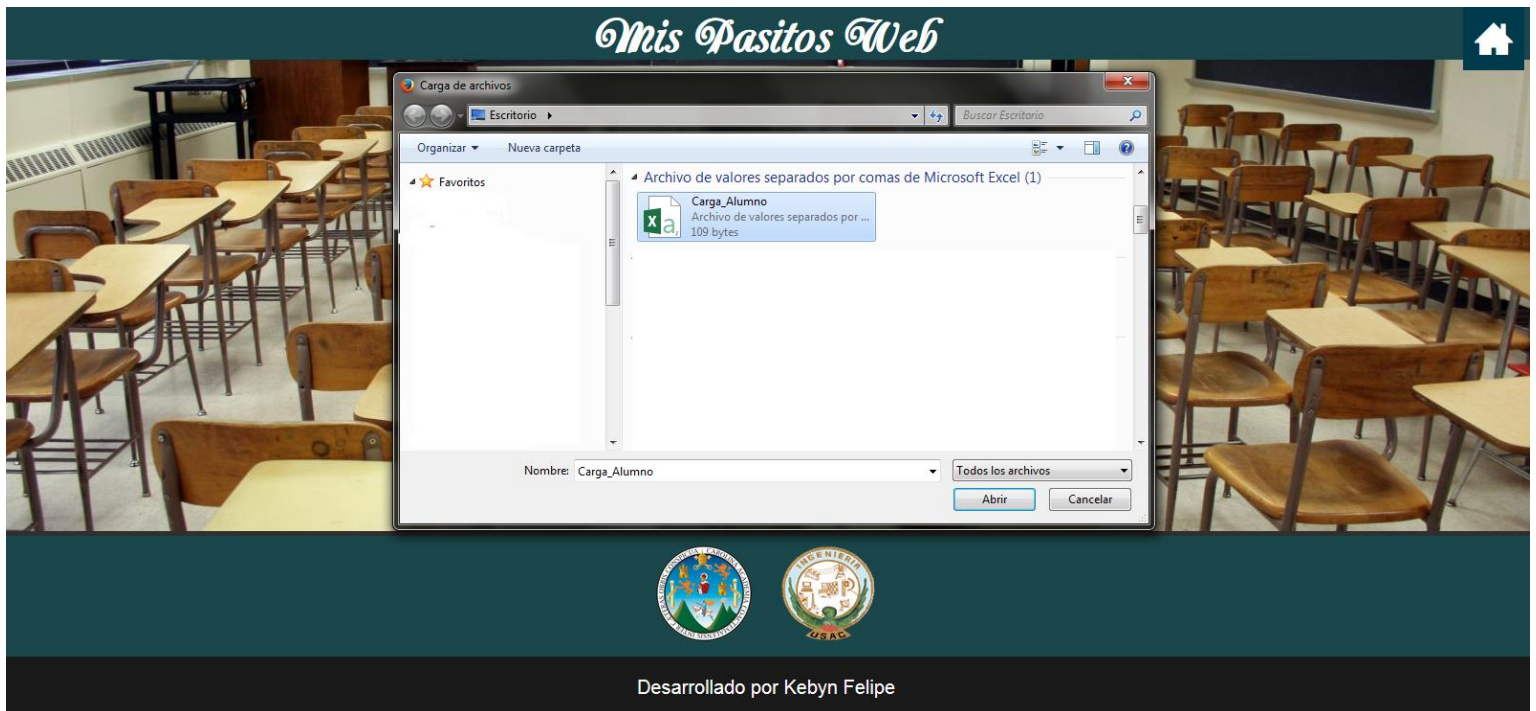 Mis Pasitos Web
Carga de archivos
Escritorio
Buscar Escritorio
Organizar
Nueva carpeta
Favoritos
Archivo de valores separados por comas de Microsoft Excel (1)
Carga_Alumno
Archivo de valores separados por ...
109 bytes
Nombre: Carga_Alumno
Todos los archivos
Abrir
Cancelar
INGENIERIA
USAC
Desarrollado por Kebyn Felipe